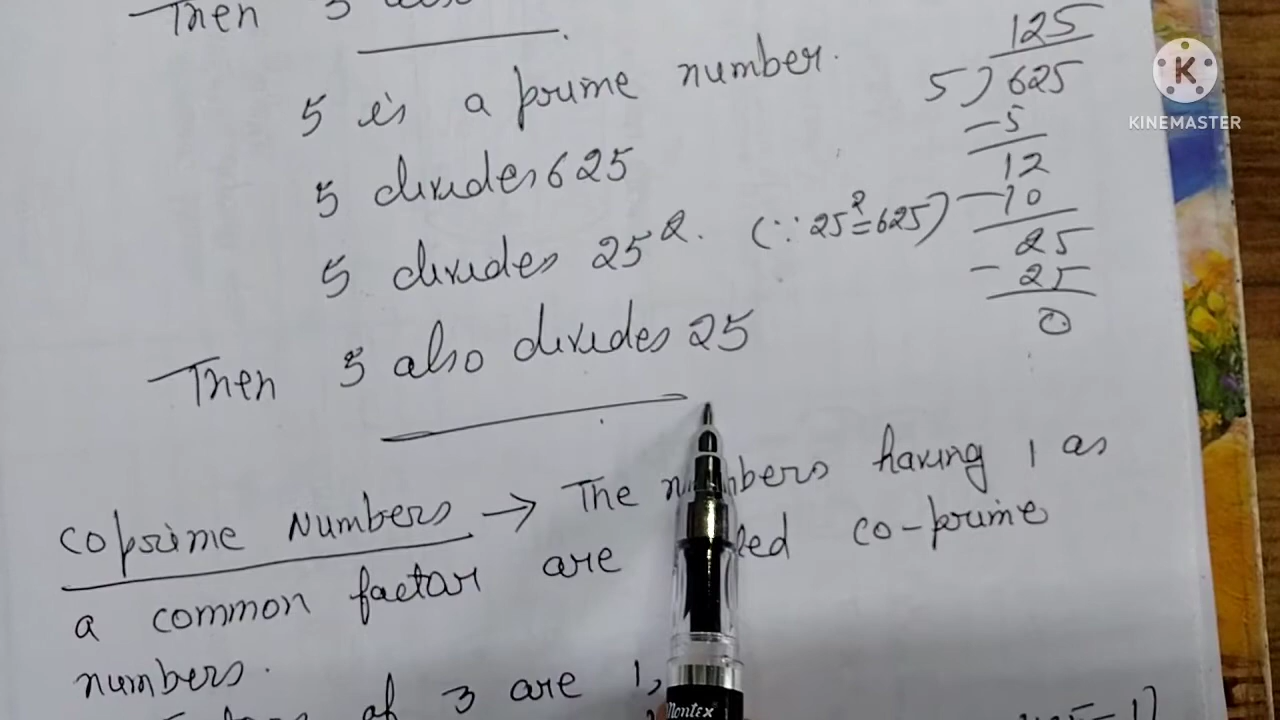 Then 5
5 is a prime number.
5 divides 625
5 divides 25². (∵ 25²=625)
Then 5 also divides 25
125
5)625
-5
12
-10
25
-25
0
KINEMASTER
Coprime Numbers → The numbers having 1 as
a common factor are co-prime
numbers.
of 3 are 1,
Montex